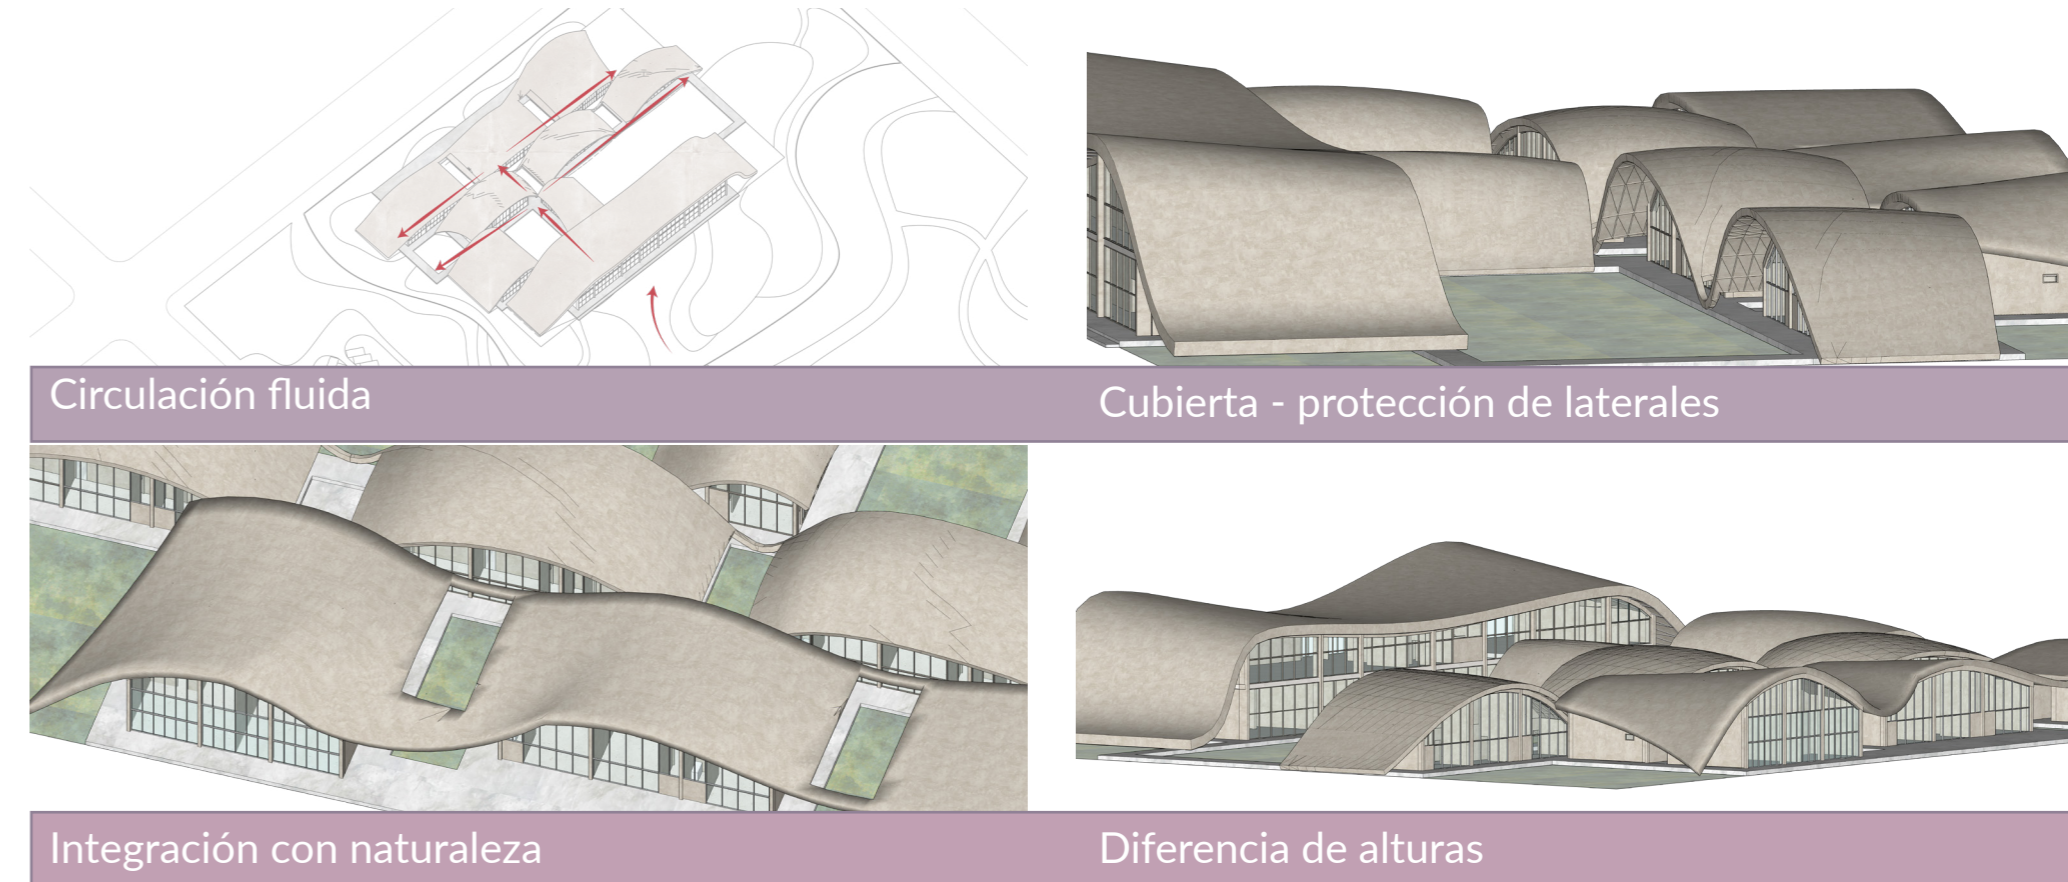 Circulación fluida
Cubierta - protección de laterales
Integración con naturaleza
Diferencia de alturas